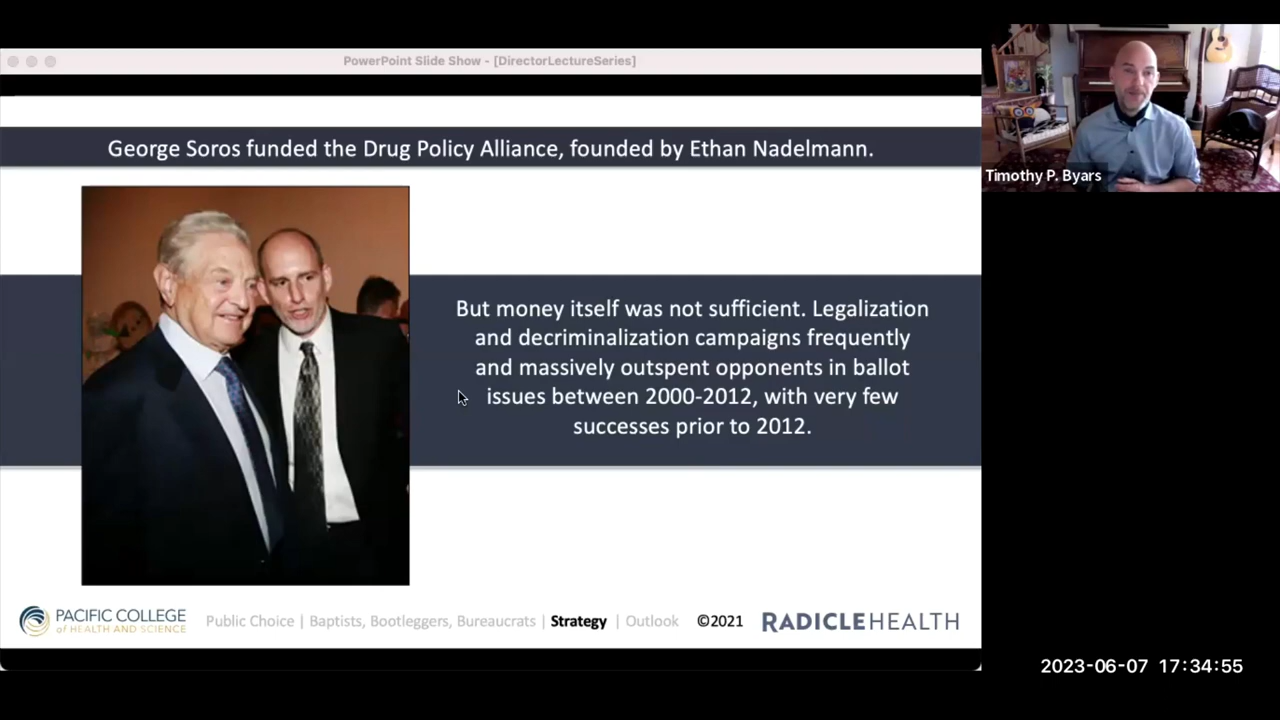 PowerPoint Slide Show - [DirectorLectureSeries]
George Soros funded the Drug Policy Alliance, founded by Ethan Nadelmann.
Timothy P. Byars
But money itself was not sufficient. Legalization
and decriminalization campaigns frequently
and massively outspent opponents in ballot
issues between 2000-2012, with very few
successes prior to 2012.
PACIFIC COLLEGE
of HEALTH AND SCIENCE
Public Choice | Baptists, Bootleggers, Bureaucrats | Strategy | Outlook ©2021
RADICLEHEALTH
2023-06-07 17:34:55